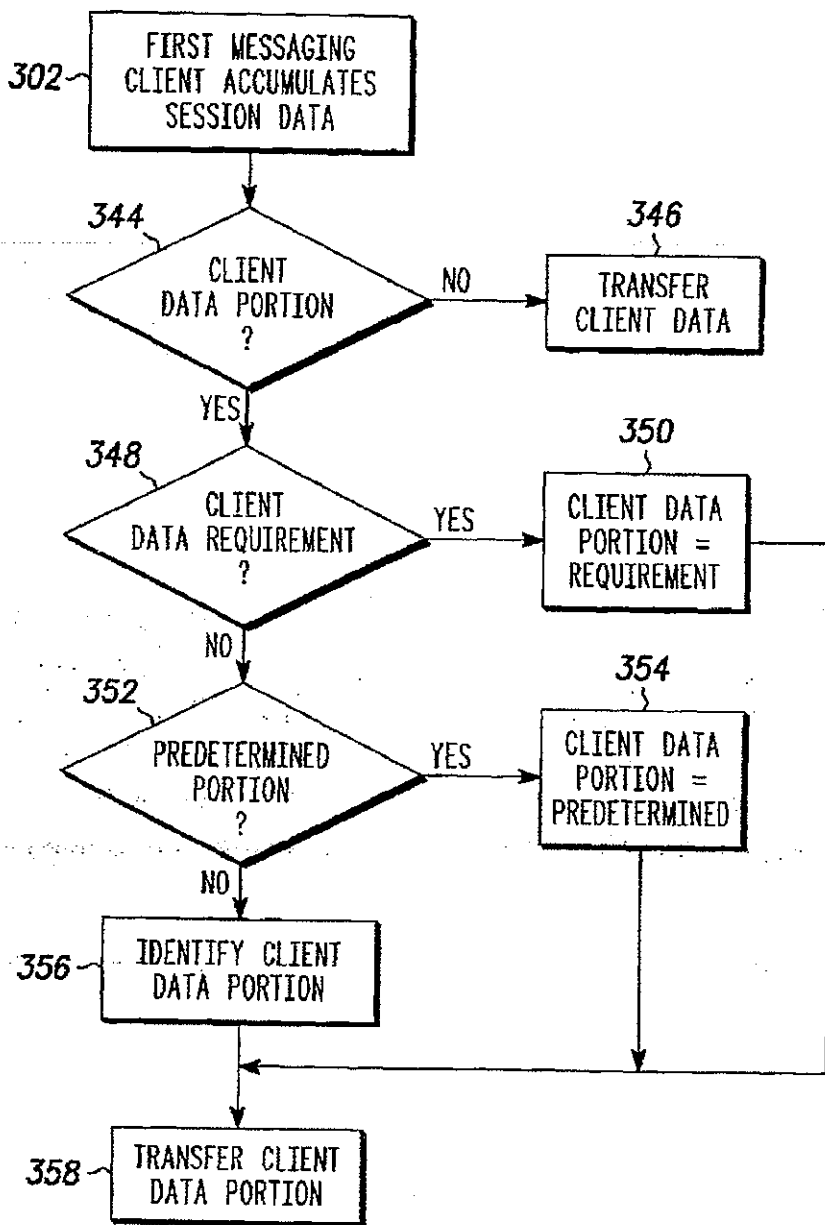 302
FIRST MESSAGING
CLIENT ACCUMULATES
SESSION DATA
344
CLIENT
DATA PORTION
?
NO
346
TRANSFER
CLIENT DATA
YES
348
CLIENT
DATA REQUIREMENT
?
YES
350
CLIENT DATA
PORTION =
REQUIREMENT
NO
352
PREDETERMINED
PORTION
?
YES
354
CLIENT DATA
PORTION =
PREDETERMINED
NO
356
IDENTIFY CLIENT
DATA PORTION
358
TRANSFER CLIENT
DATA PORTION